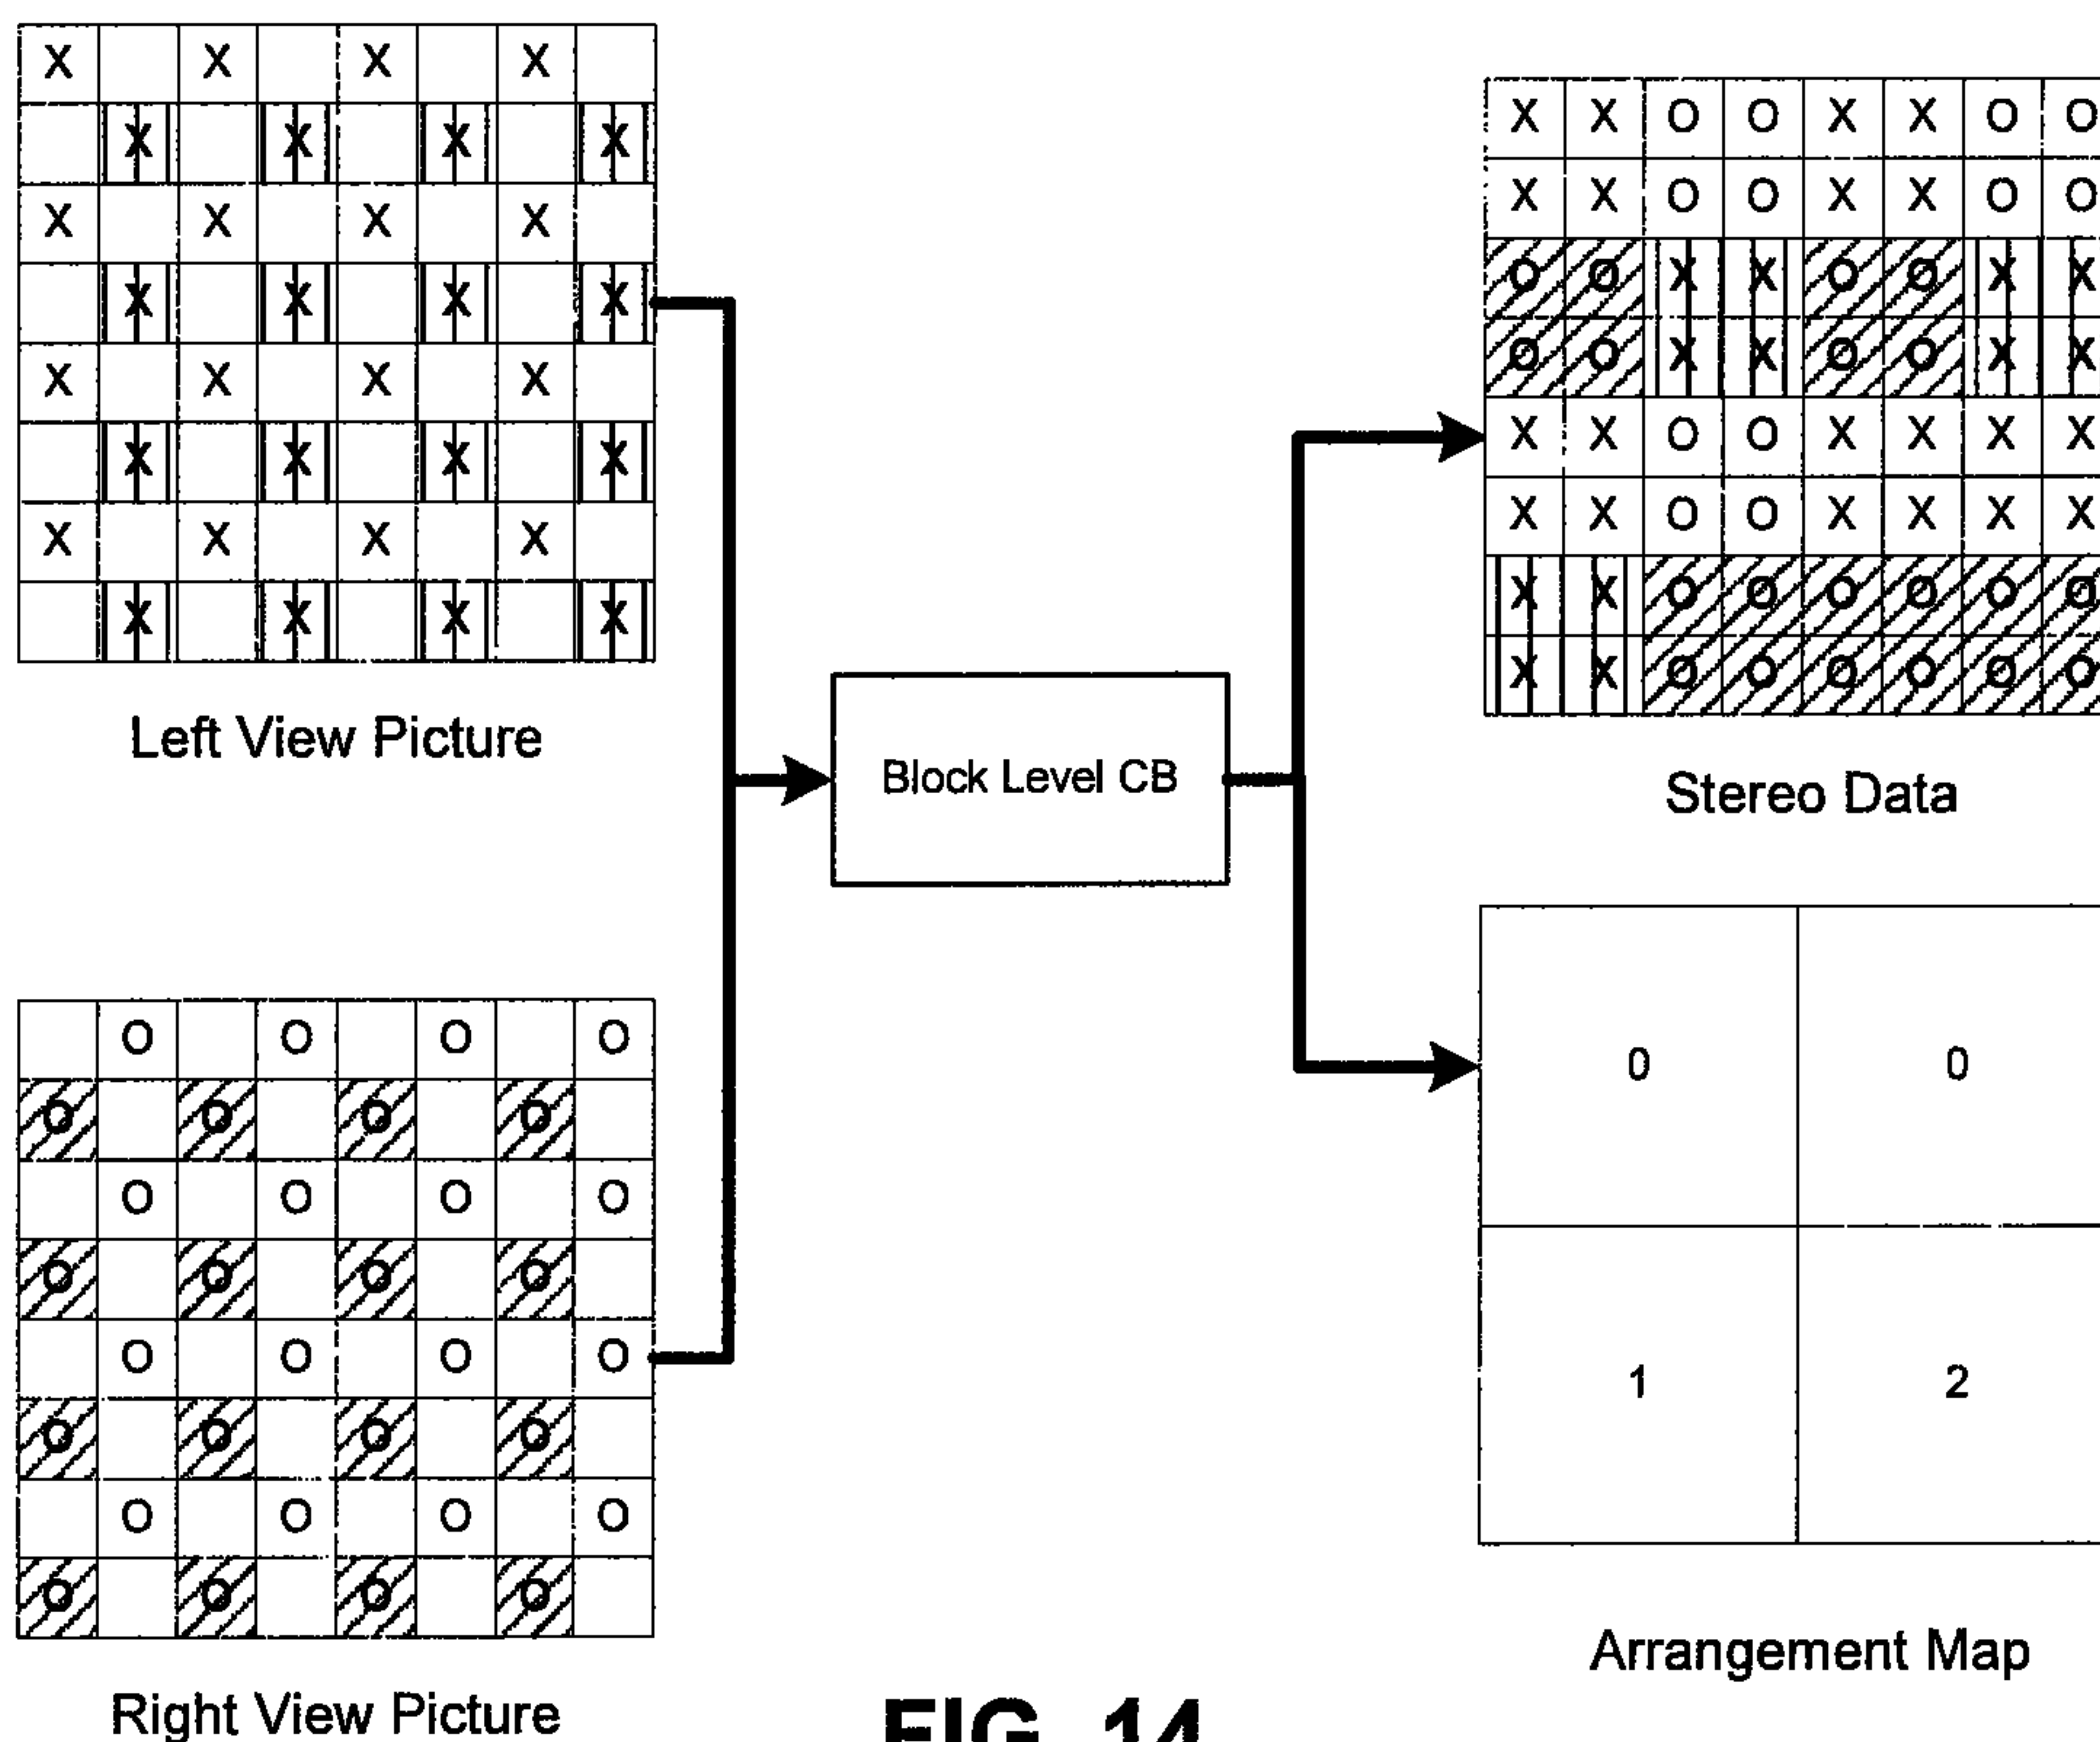 X X X X
X X X X
X X X X
X X X X
X X X X
X X X X
X X X X
X X X X
Left View Picture
O O O O
O O O O
O O O O
O O O O
O O O O
O O O O
O O O O
O O O O
Right View Picture
Block Level CB
X X O O X X O O
X X O O X X O O
O O X X O O X X
O O X X O O X X
X X O O X X X X
X X O O X X X X
X X O O O O O O
X X O O O O O O
Stereo Data
0 0
1 2
Arrangement Map
FIG. 14